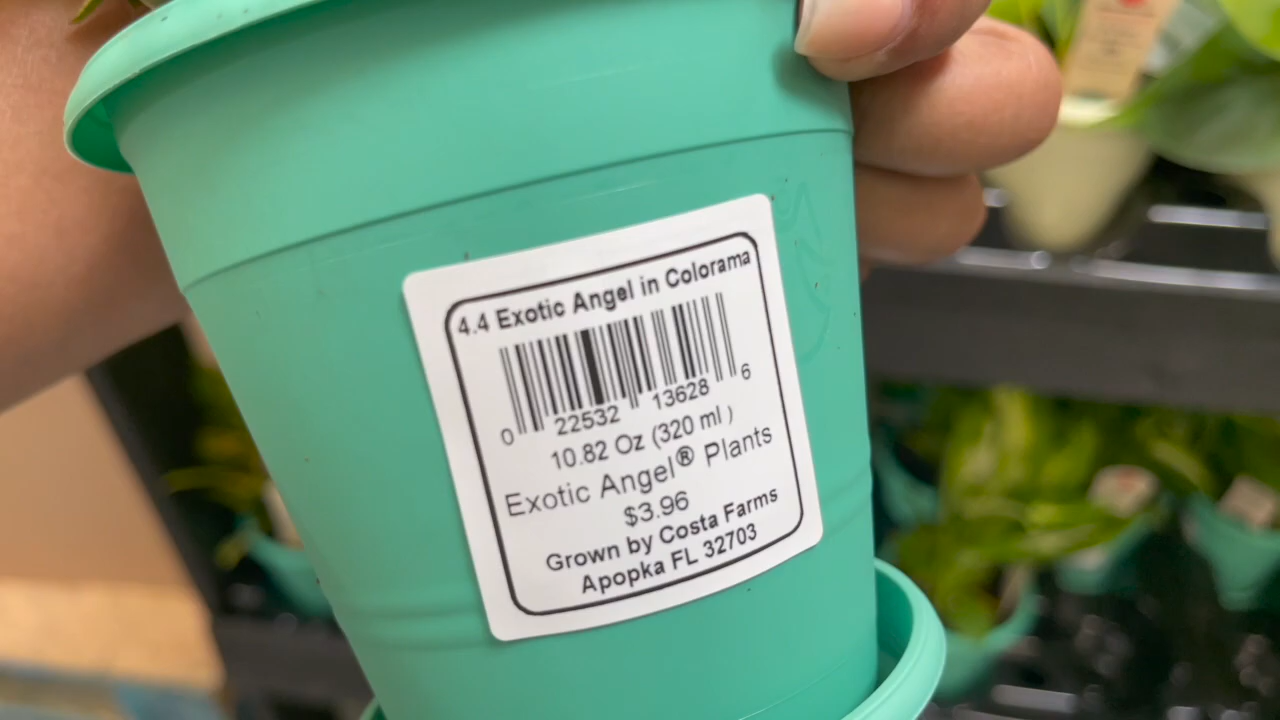 4.4 Exotic Angel in Colorama
0 22532 13628 6
10.82 Oz (320 ml )
Exotic Angel® Plants
$3.96
Grown by Costa Farms
Apopka FL 32703